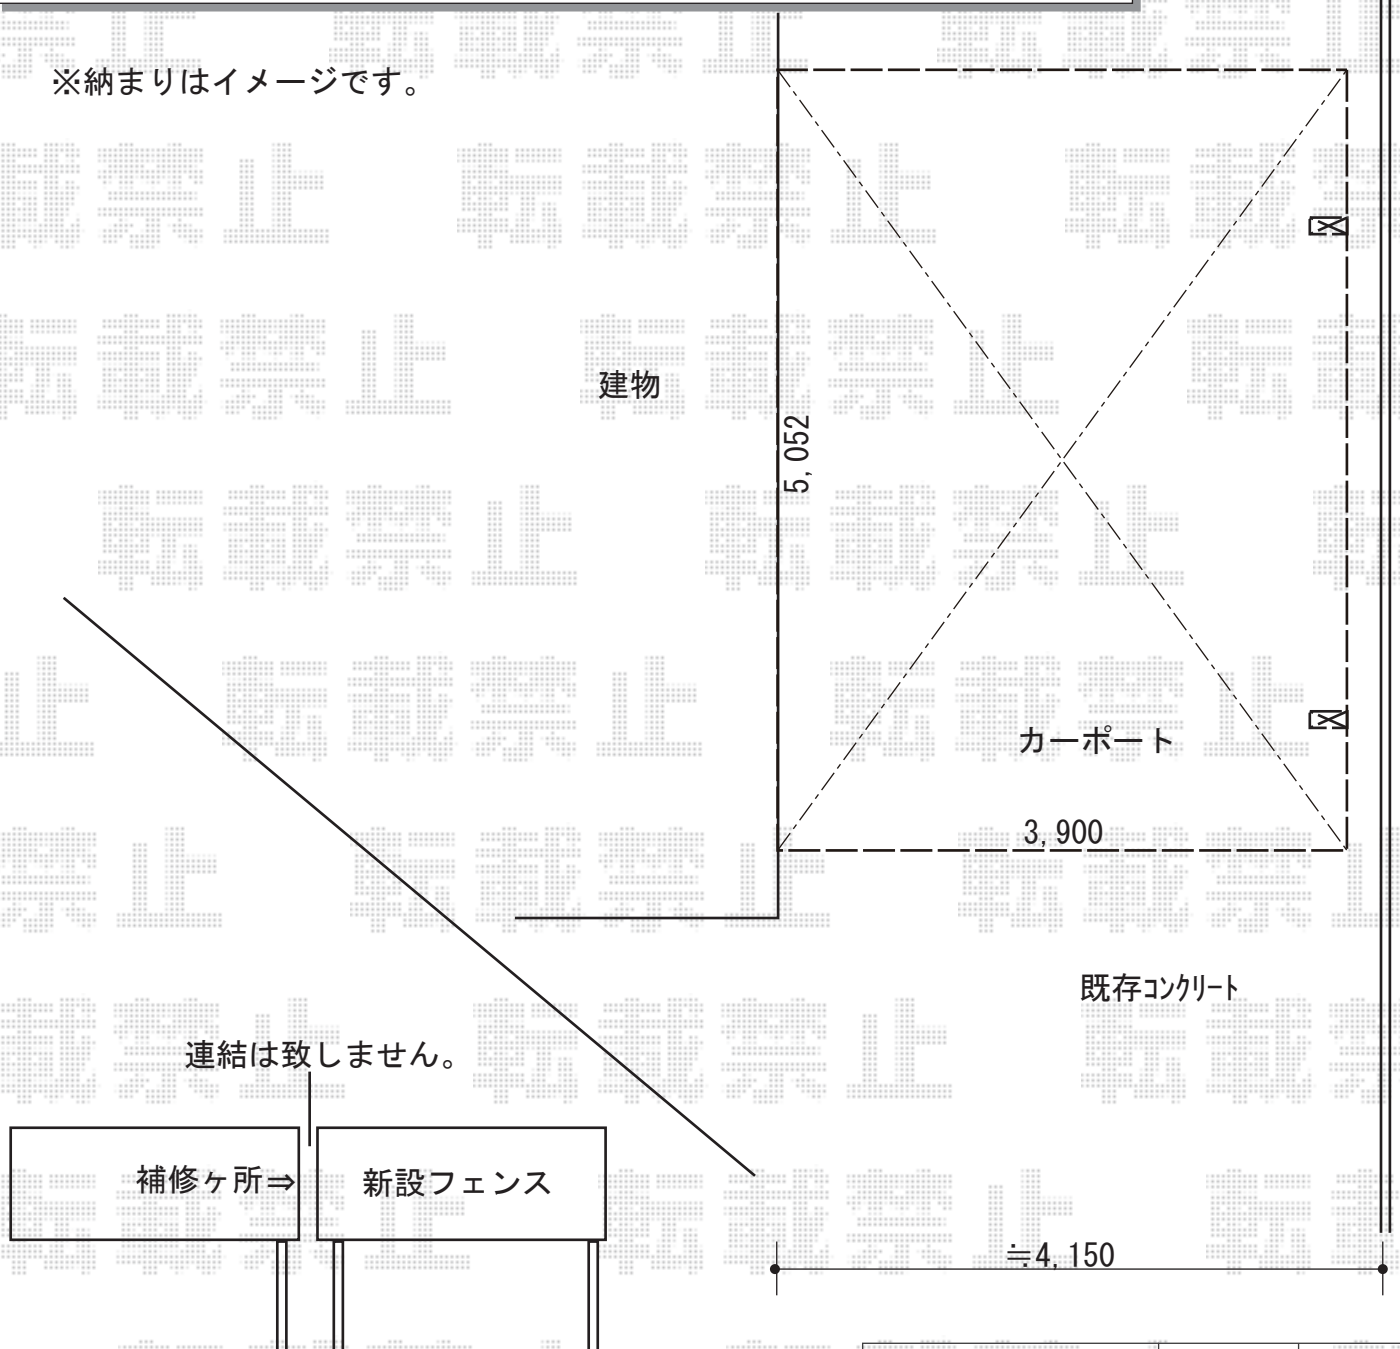 ※納まりはイメージです。
建物
5,052
カーポート
3,900
既存ｺﾝｸﾘｰﾄ
連結は致しません。
補修ヶ所⇒
新設フェンス
≒4,150
転載禁止